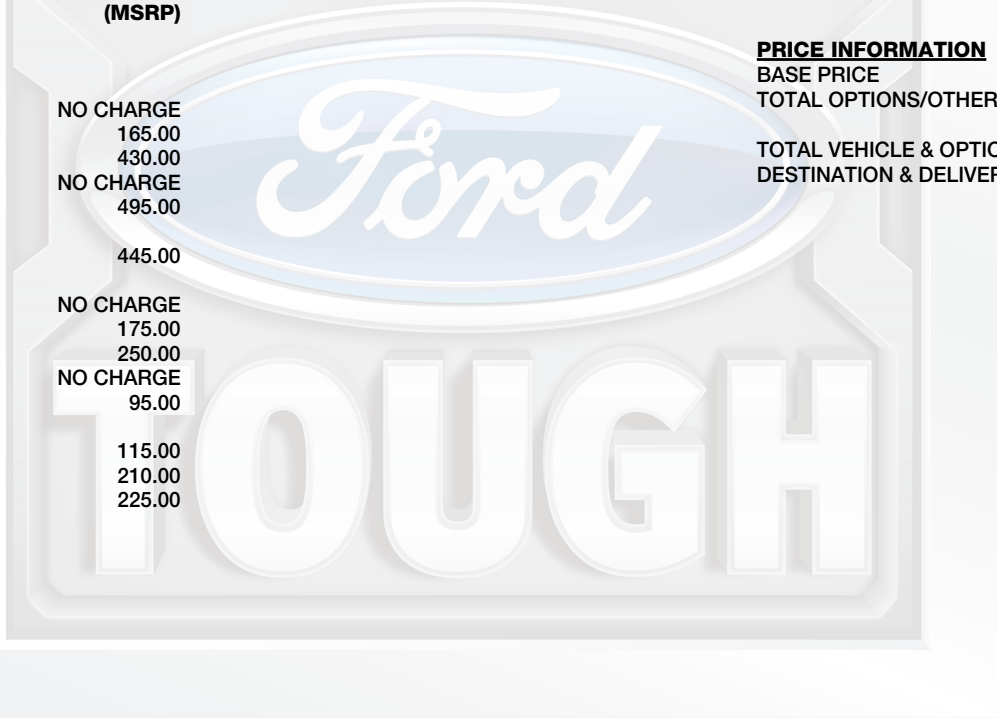 (MSRP)
NO CHARGE
165.00
430.00
NO CHARGE
495.00
445.00
NO CHARGE
175.00
250.00
NO CHARGE
95.00
115.00
210.00
225.00
PRICE INFORMATION
BASE PRICE
TOTAL OPTIONS/OTHER
TOTAL VEHICLE & OPTIO
DESTINATION & DELIVER
Ford
TOUGH